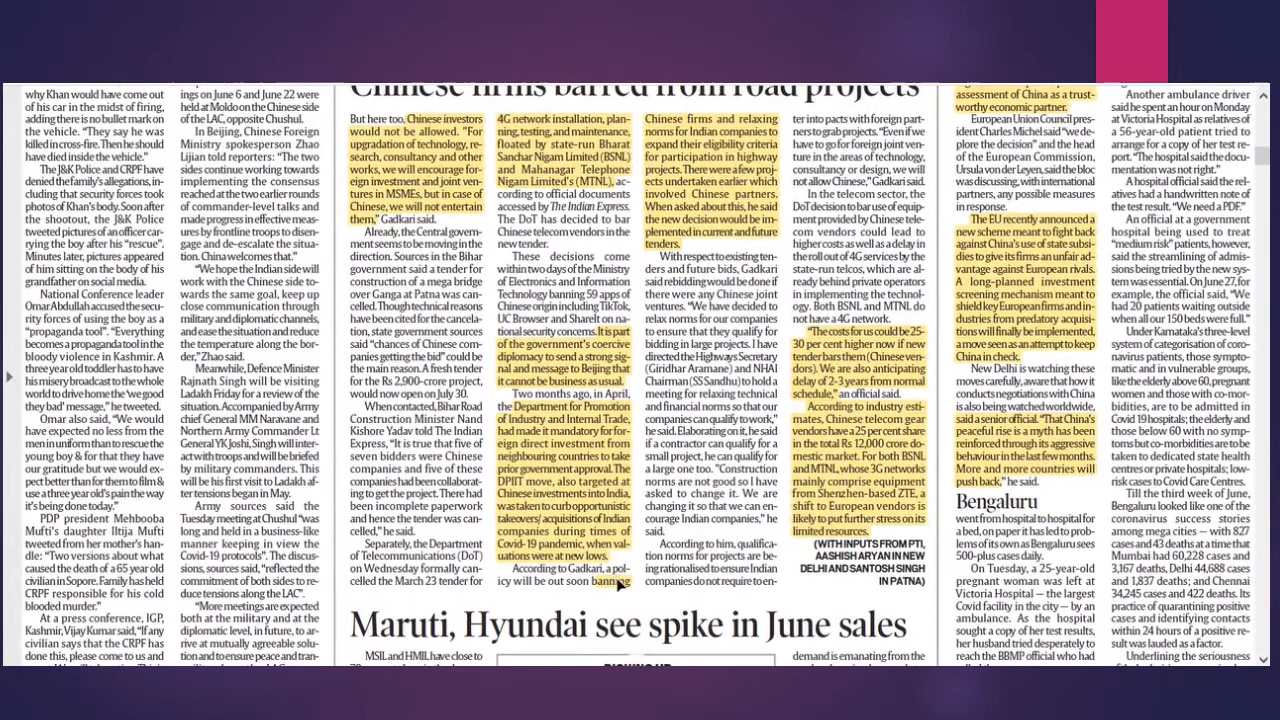 why Khan would have come out
of his car in the midst of firing,
adding there is no bullet mark on
the vehicle. “They say he was
killed in cross-fire. Then he should
have died inside the vehicle.”
The J&K Police and CRPF have
denied the family’s allegations, in-
cluding that security forces took
photos of Khan’s body. Soon after
the shootout, the J&K Police
tweeted pictures of an officer car-
rying the boy after his “rescue”.
Minutes later, pictures appeared
of him sitting on the body of his
grandfather on social media.
National Conference leader
Omar Abdullah accused the secu-
rity forces of using the boy as a
“propaganda tool”. “Everything
becomes a propaganda tool in the
bloody violence in Kashmir. A
three year old toddler has to have
his misery broadcast to the whole
world to drive home the ‘we good
they bad’ message,” he tweeted.
Omar also said, “We would
have expected no less from the
men in uniform than to rescue the
young boy & for that they have
our gratitude but we would ex-
pect better than for them to film &
use a three year old’s pain the way
it’s being done today.”
PDP president Mehbooba
Mufti’s daughter Iltija Mufti
tweeted from her mother’s han-
dle: “Two versions about what
caused the death of a 65 year old
civilian in Sopore. Family has held
CRPF responsible for his cold
blooded murder.”
At a press conference, IGP,
Kashmir, Vijay Kumar said, “If any
civilian says that the CRPF has
done this, please come to us and
ings on June 6 and June 22 were
held at Moldo on the Chinese side
of the LAC, opposite Chushul.
In Beijing, Chinese Foreign
Ministry spokesperson Zhao
Lijian told reporters: “The two
sides continue working towards
implementing the consensus
reached at the two earlier rounds
of commander-level talks and
made progress in effective meas-
ures by frontline troops to disen-
gage and de-escalate the situa-
tion. China welcomes that.”
“We hope the Indian side will
work with the Chinese side to-
wards the same goal, keep up
close communication through
military and diplomatic channels,
and ease the situation and reduce
the temperature along the bor-
der,” Zhao said.
Meanwhile, Defence Minister
Rajnath Singh will be visiting
Ladakh Friday for a review of the
situation. Accompanied by Army
chief General MM Naravane and
Northern Army Commander Lt
General YK Joshi, Singh will inter-
act with troops and will be briefed
by military commanders. This
will be his first visit to Ladakh af-
ter tensions began in May.
Army sources said the
Tuesday meeting at Chushul “was
long and held in a business-like
manner keeping in view the
Covid-19 protocols”. The discus-
sions, sources said, “reflected the
commitment of both sides to re-
duce tensions along the LAC”.
“More meetings are expected
both at the military and at the
diplomatic level, in future, to ar-
rive at mutually agreeable solu-
tion and to ensure peace and tran-
Chinese firms barred from road projects
But here too, Chinese investors
would not be allowed. "For
upgradation of technology, re-
search, consultancy and other
works, we will encourage for-
eign investment and joint ven-
tures in MSMEs, but in case of
Chinese, we will not entertain
them,” Gadkari said.
Already, the Central govern-
ment seems to be moving in the
direction. Sources in the Bihar
government said a tender for
construction of a mega bridge
over Ganga at Patna was can-
celled. Though technical reasons
have been cited for the cancela-
tion, state government sources
said “chances of Chinese com-
panies getting the bid” could be
the main reason. A fresh tender
for the Rs 2,900-crore project,
would now open on July 30.
When contacted, Bihar Road
Construction Minister Nand
Kishore Yadav told The Indian
Express, “It is true that five of
seven bidders were Chinese
companies and five of these
companies had been collaborat-
ing to get the project. There had
been incomplete paperwork
and hence the tender was can-
celled,” he said.
Separately, the Department
of Telecommunications (DoT)
on Wednesday formally can-
celled the March 23 tender for
4G network installation, plan-
ning, testing, and maintenance,
floated by state-run Bharat
Sanchar Nigam Limited (BSNL)
and Mahanagar Telephone
Nigam Limited’s (MTNL), ac-
cording to official documents
accessed by The Indian Express.
The DoT has decided to bar
Chinese telecom vendors in the
new tender.
These decisions come
within two days of the Ministry
of Electronics and Information
Technology banning 59 apps of
Chinese origin including TikTok,
UC Browser and ShareIt on na-
tional security concerns. It is part
of the government’s coercive
diplomacy to send a strong sig-
nal and message to Beijing that
it cannot be business as usual.
Two months ago, in April,
the Department for Promotion
of Industry and Internal Trade,
had made it mandatory for for-
eign direct investment from
neighbouring countries to take
prior government approval. The
DPIIT move, also targeted at
Chinese investments into India,
was taken to curb opportunistic
takeovers/ acquisitions of Indian
companies during times of
Covid-19 pandemic, when val-
uations were at new lows.
According to Gadkari, a pol-
icy will be out soon banning
Chinese firms and relaxing
norms for Indian companies to
expand their eligibility criteria
for participation in highway
projects. There were a few proj-
ects undertaken earlier which
involved Chinese partners.
When asked about this, he said
the new decision would be im-
plemented in current and future
tenders.
With respect to existing ten-
ders and future bids, Gadkari
said rebidding would be done if
there were any Chinese joint
ventures. “We have decided to
relax norms for our companies
to ensure that they qualify for
bidding in large projects. I have
directed the Highways Secretary
(Giridhar Aramane) and NHAI
Chairman (SS Sandhu) to hold a
meeting for relaxing technical
and financial norms so that our
companies can qualify to work,”
he said. Elaborating on it, he said
if a contractor can qualify for a
small project, he can qualify for
a large one too. "Construction
norms are not good so I have
asked to change it. We are
changing it so that we can en-
courage Indian companies,” he
said.
According to him, qualifica-
tion norms for projects are be-
ing rationalised to ensure Indian
companies do not require to en-
ter into pacts with foreign part-
ners to grab projects. “Even if we
have to go for foreign joint ven-
ture in the areas of technology,
consultancy or design, we will
not allow Chinese,” Gadkari said.
In the telecom sector, the
DoT decision to bar use of equip-
ment provided by Chinese tele-
com vendors could lead to
higher costs as well as a delay in
the roll out of 4G services by the
state-run telcos, which are al-
ready behind private operators
in implementing the technol-
ogy. Both BSNL and MTNL do
not have a 4G network.
“The costs for us could be 25-
30 per cent higher now if new
tender bars them (Chinese ven-
dors). We are also anticipating
delay of 2-3 years from normal
schedule,” an official said.
According to industry esti-
mates, Chinese telecom gear
vendors have a 25 per cent share
in the total Rs 12,000 crore do-
mestic market. For both BSNL
and MTNL, whose 3G networks
mainly comprise equipment
from Shenzhen-based ZTE, a
shift to European vendors is
likely to put further stress on its
limited resources.
(WITH INPUTS FROM PTI,
AASHISH ARYAN IN NEW
DELHI AND SANTOSH SINGH
IN PATNA)
Maruti, Hyundai see spike in June sales
MSIL and HMIL have close to
demand is emanating from the
assessment of China as a trust-
worthy economic partner.
European Union Council pres-
ident Charles Michel said “we de-
plore the decision” and the head
of the European Commission,
Ursula von der Leyen, said the bloc
was discussing, with international
partners, any possible measures
in response.
The EU recently announced a
new scheme meant to fight back
against China’s use of state subsi-
dies to give its firms an unfair ad-
vantage against European rivals.
A long-planned investment
screening mechanism meant to
shield key European firms and in-
dustries from predatory acquisi-
tions will finally be implemented,
a move seen as an attempt to keep
China in check.
New Delhi is watching these
moves carefully, aware that how it
conducts negotiations with China
is also being watched worldwide,
said a senior official. “That China’s
peaceful rise is a myth has been
reinforced through its aggressive
behaviour in the last few months.
More and more countries will
push back,” he said.
Bengaluru
went from hospital to hospital for
a bed, on paper it has led to prob-
lems of its own as Bengaluru sees
500-plus cases daily.
On Tuesday, a 25-year-old
pregnant woman was left at
Victoria Hospital — the largest
Covid facility in the city — by an
ambulance. As the hospital
sought a copy of her test results,
her husband tried desperately to
reach the BBMP official who had
Another ambulance driver
said he spent an hour on Monday
at Victoria Hospital as relatives of
a 56-year-old patient tried to
arrange for a copy of her test re-
port. “The hospital said the docu-
mentation was not right.”
A hospital official said the rel-
atives had a handwritten note of
the test result. “We need a PDF.”
An official at a government
hospital being used to treat
“medium risk” patients, however,
said the streamlining of admis-
sions being tried by the new sys-
tem was essential. On June 27, for
example, the official said, “We
had 20 patients waiting outside
when all our 150 beds were full.”
Under Karnataka’s three-level
system of categorisation of coro-
navirus patients, those sympto-
matic and in vulnerable groups,
like the elderly above 60, pregnant
women and those with co-mor-
bidities, are to be admitted in
Covid 19 hospitals; the elderly and
those below 60 with no symp-
toms but co-morbidities are to be
taken to dedicated state health
centres or private hospitals; low-
risk cases to Covid Care Centres.
Till the third week of June,
Bengaluru looked like one of the
coronavirus success stories
among mega cities — with 827
cases and 43 deaths at a time that
Mumbai had 60,228 cases and
3,167 deaths, Delhi 44,688 cases
and 1,837 deaths; and Chennai
34,245 cases and 422 deaths. Its
practice of quarantining positive
cases and identifying contacts
within 24 hours of a positive re-
sult was lauded as a factor.
Underlining the seriousness